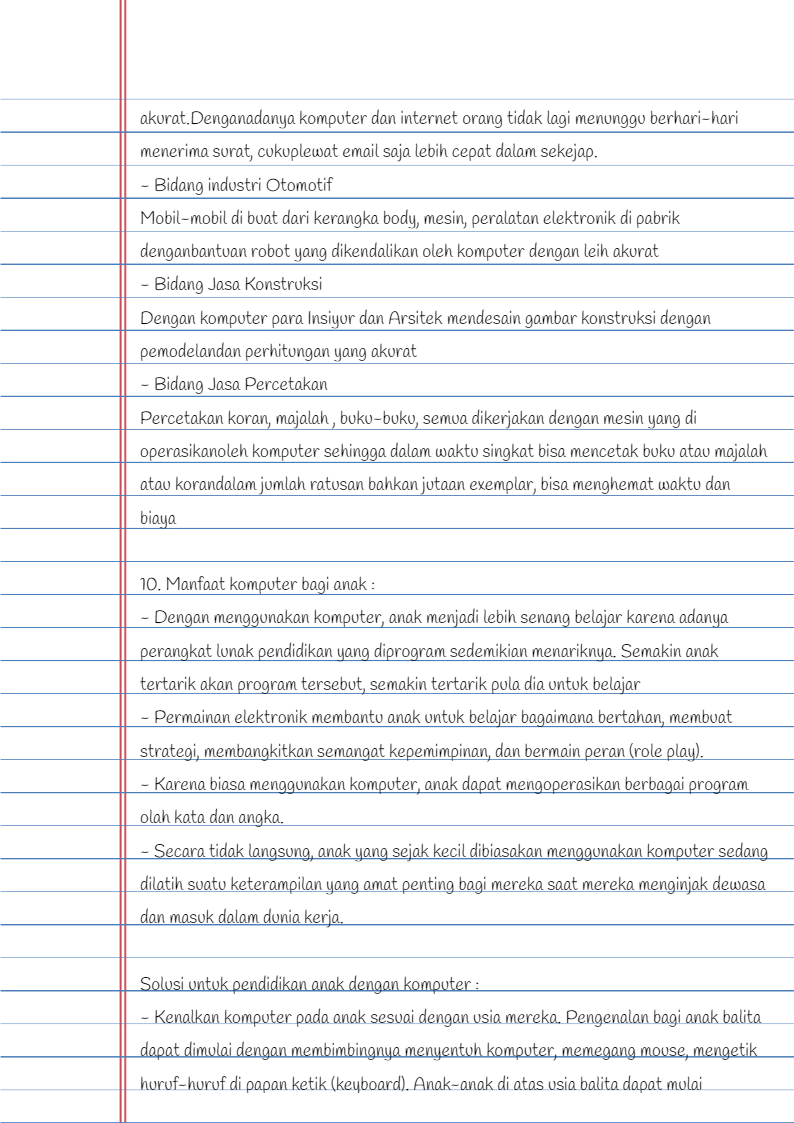 akurat.Denganadanya komputer dan internet orang tidak lagi menunggu berhari-hari
menerima surat, cukuplewat email saja lebih cepat dalam sekejap.
- Bidang industri Otomotif
Mobil-mobil di buat dari kerangka body, mesin, peralatan elektronik di pabrik
denganbantuan robot yang dikendalikan oleh komputer dengan leih akurat
- Bidang Jasa Konstruksi
Dengan komputer para Insiyur dan Arsitek mendesain gambar konstruksi dengan
pemodelandan perhitungan yang akurat
- Bidang Jasa Percetakan
Percetakan koran, majalah , buku-buku, semua dikerjakan dengan mesin yang di
operasikanoleh komputer sehingga dalam waktu singkat bisa mencetak buku atau majalah
atau korandalam jumlah ratusan bahkan jutaan exemplar, bisa menghemat waktu dan
biaya
10. Manfaat komputer bagi anak :
- Dengan menggunakan komputer, anak menjadi lebih senang belajar karena adanya
perangkat lunak pendidikan yang diprogram sedemikian menariknya. Semakin anak
tertarik akan program tersebut, semakin tertarik pula dia untuk belajar
- Permainan elektronik membantu anak untuk belajar bagaimana bertahan, membuat
strategi, membangkitkan semangat kepemimpinan, dan bermain peran (role play).
- Karena biasa menggunakan komputer, anak dapat mengoperasikan berbagai program
olah kata dan angka.
- Secara tidak langsung, anak yang sejak kecil dibiasakan menggunakan komputer sedang
dilatih suatu keterampilan yang amat penting bagi mereka saat mereka menginjak dewasa
dan masuk dalam dunia kerja.
Solusi untuk pendidikan anak dengan komputer :
- Kenalkan komputer pada anak sesuai dengan usia mereka. Pengenalan bagi anak balita
dapat dimulai dengan membimbingnya menyentuh komputer, memegang mouse, mengetik
huruf-huruf di papan ketik (keyboard). Anak-anak di atas usia balita dapat mulai